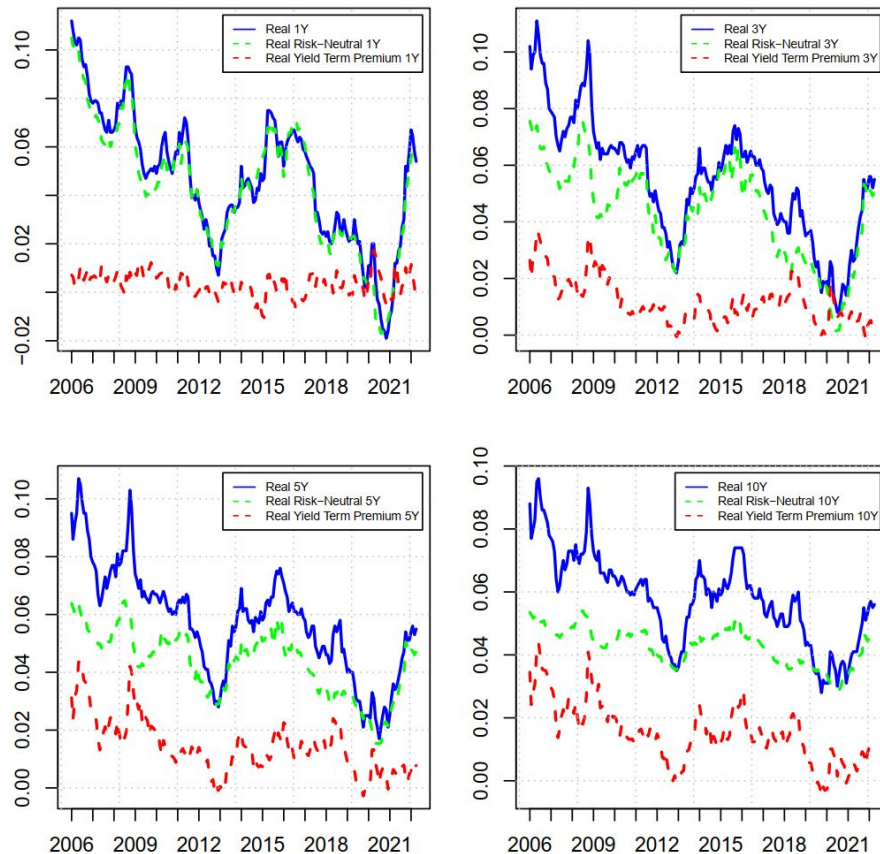 Real 1Y
Real Risk−Neutral 1Y
Real Yield Term Premium 1Y
0.10
0.06
0.02
−0.02
2006 2009 2012 2015 2018 2021
Real 3Y
Real Risk−Neutral 3Y
Real Yield Term Premium 3Y
0.10
0.08
0.06
0.04
0.02
0.00
2006 2009 2012 2015 2018 2021
Real 5Y
Real Risk−Neutral 5Y
Real Yield Term Premium 5Y
0.10
0.08
0.06
0.04
0.02
0.00
2006 2009 2012 2015 2018 2021
Real 10Y
Real Risk−Neutral 10Y
Real Yield Term Premium 10Y
0.10
0.08
0.06
0.04
0.02
0.00
2006 2009 2012 2015 2018 2021